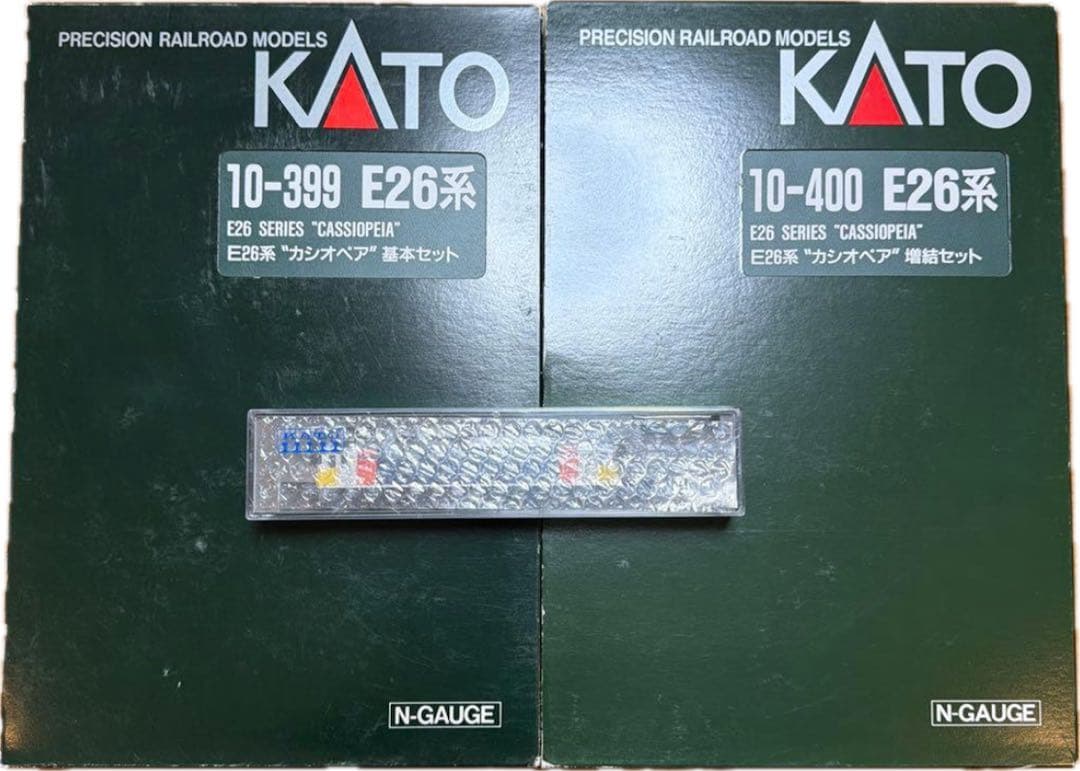 PRECISION RAILROAD MODELS
KATO
10-399 E26系
E26 SERIES "CASSIOPEIA"
E26系 "カシオペア" 基本セット
N-GAUGE
PRECISION RAILROAD MODELS
KATO
10-400 E26系
E26 SERIES "CASSIOPEIA"
E26系 "カシオペア" 増結セット
N-GAUGE
KATO